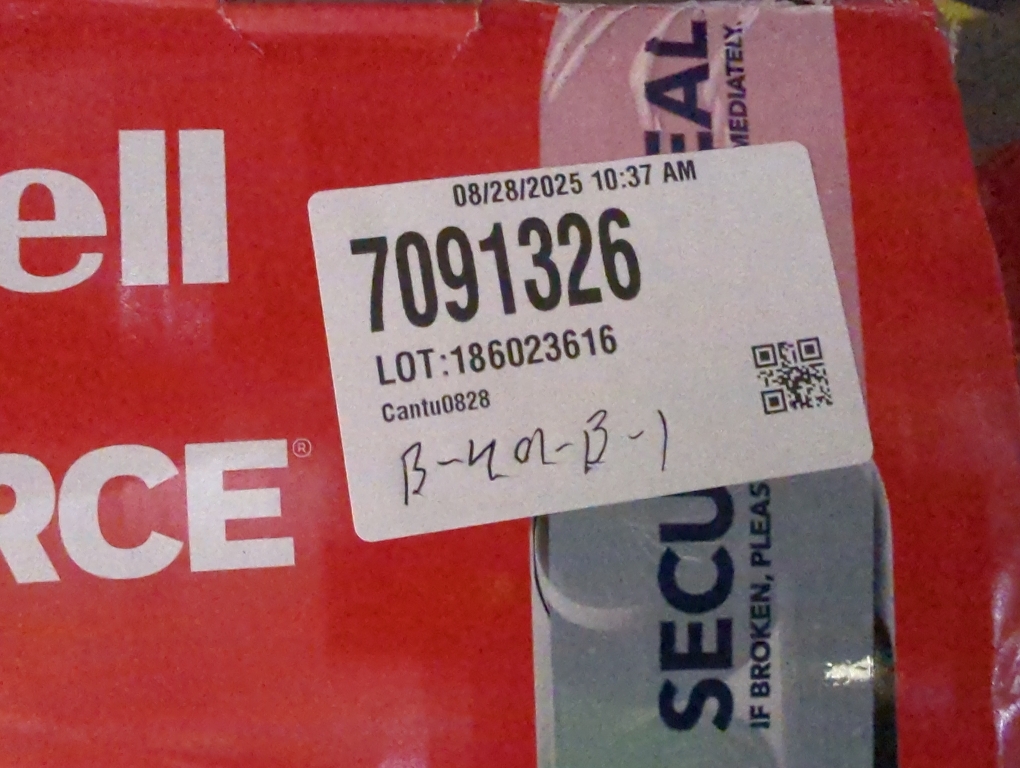 ell
RCE®
08/28/2025 10:37 AM
7091326
LOT:186023616
Cantu0828
B-402-B-1
EAL
MEDIATELY.
SECU
IF BROKEN, PLEAS